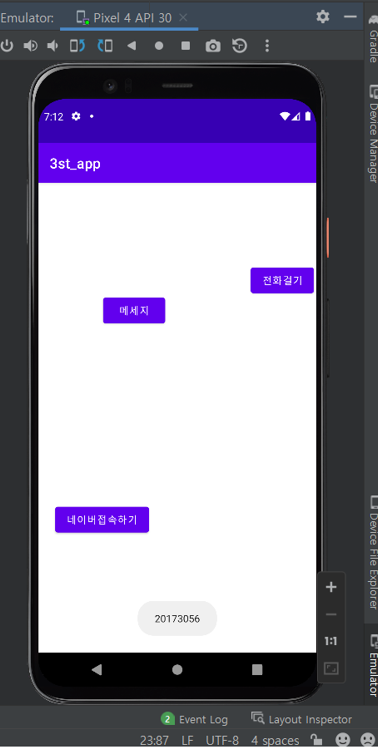 Emulator: Pixel 4 API 30
Gradle
Device Manager
7:12
3st_app
전화걸기
메세지
네이버접속하기
20173056
1:1
Device File Explorer
Emulator
2 Event Log Layout Inspector
23:87 LF UTF-8 4 spaces